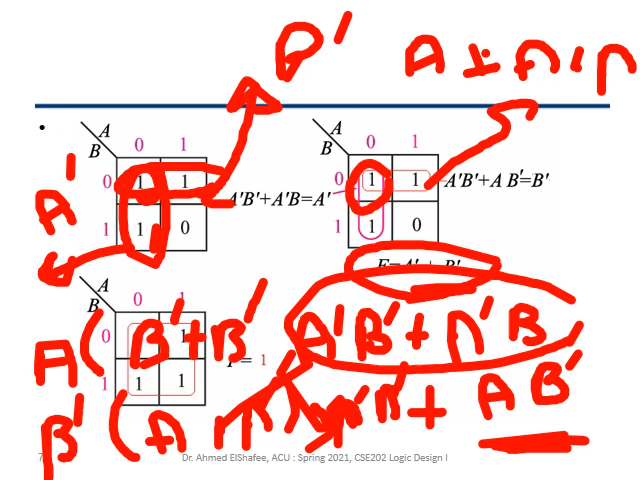 B'
A + A +
A
B
0 1
0 1 1
1 1 0
A'B'+A'B=A'
A'
A
B
0 1
0 1 1
1 1 0
A'B'+A B'=B'
F=A' + B'
A
B
0 1
0 1
1 1 1
= 1
A( B'+B'
A'B' + A'B
B' (A
+ AB'
7 Dr. Ahmed ElShafee, ACU : Spring 2021, CSE202 Logic Design I